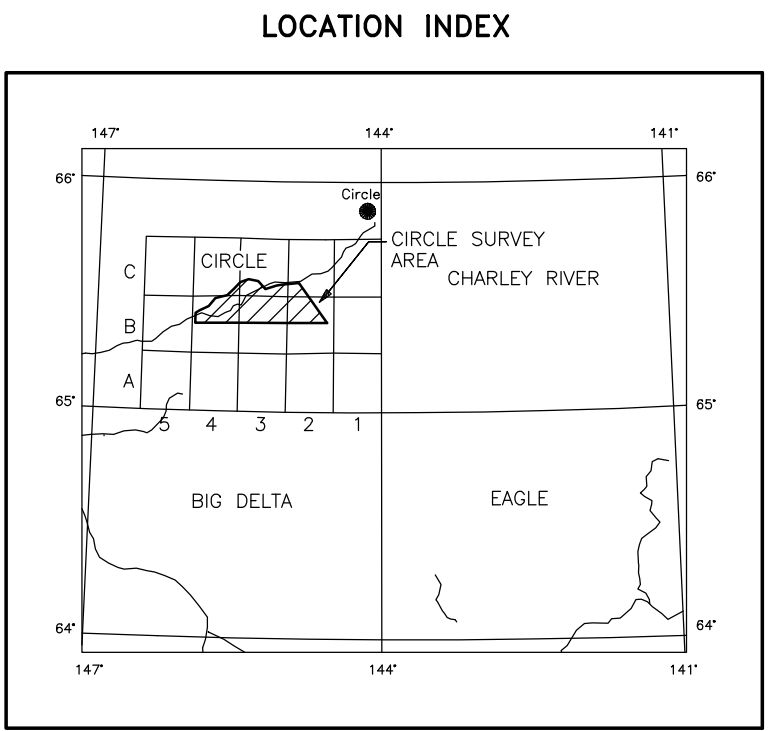 LOCATION INDEX
147°
144°
141°
66°
66°
Circle
CIRCLE SURVEY
AREA
CIRCLE
C
CHARLEY RIVER
B
A
65°
65°
5
4
3
2
1
BIG DELTA
EAGLE
64°
64°
147°
144°
141°